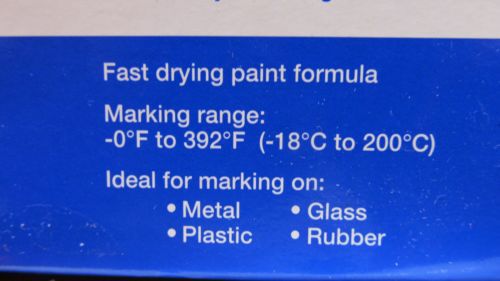 Fast drying paint formula
Marking range:
-0°F to 392°F (-18°C to 200°C)
Ideal for marking on:
• Metal • Glass
• Plastic • Rubber